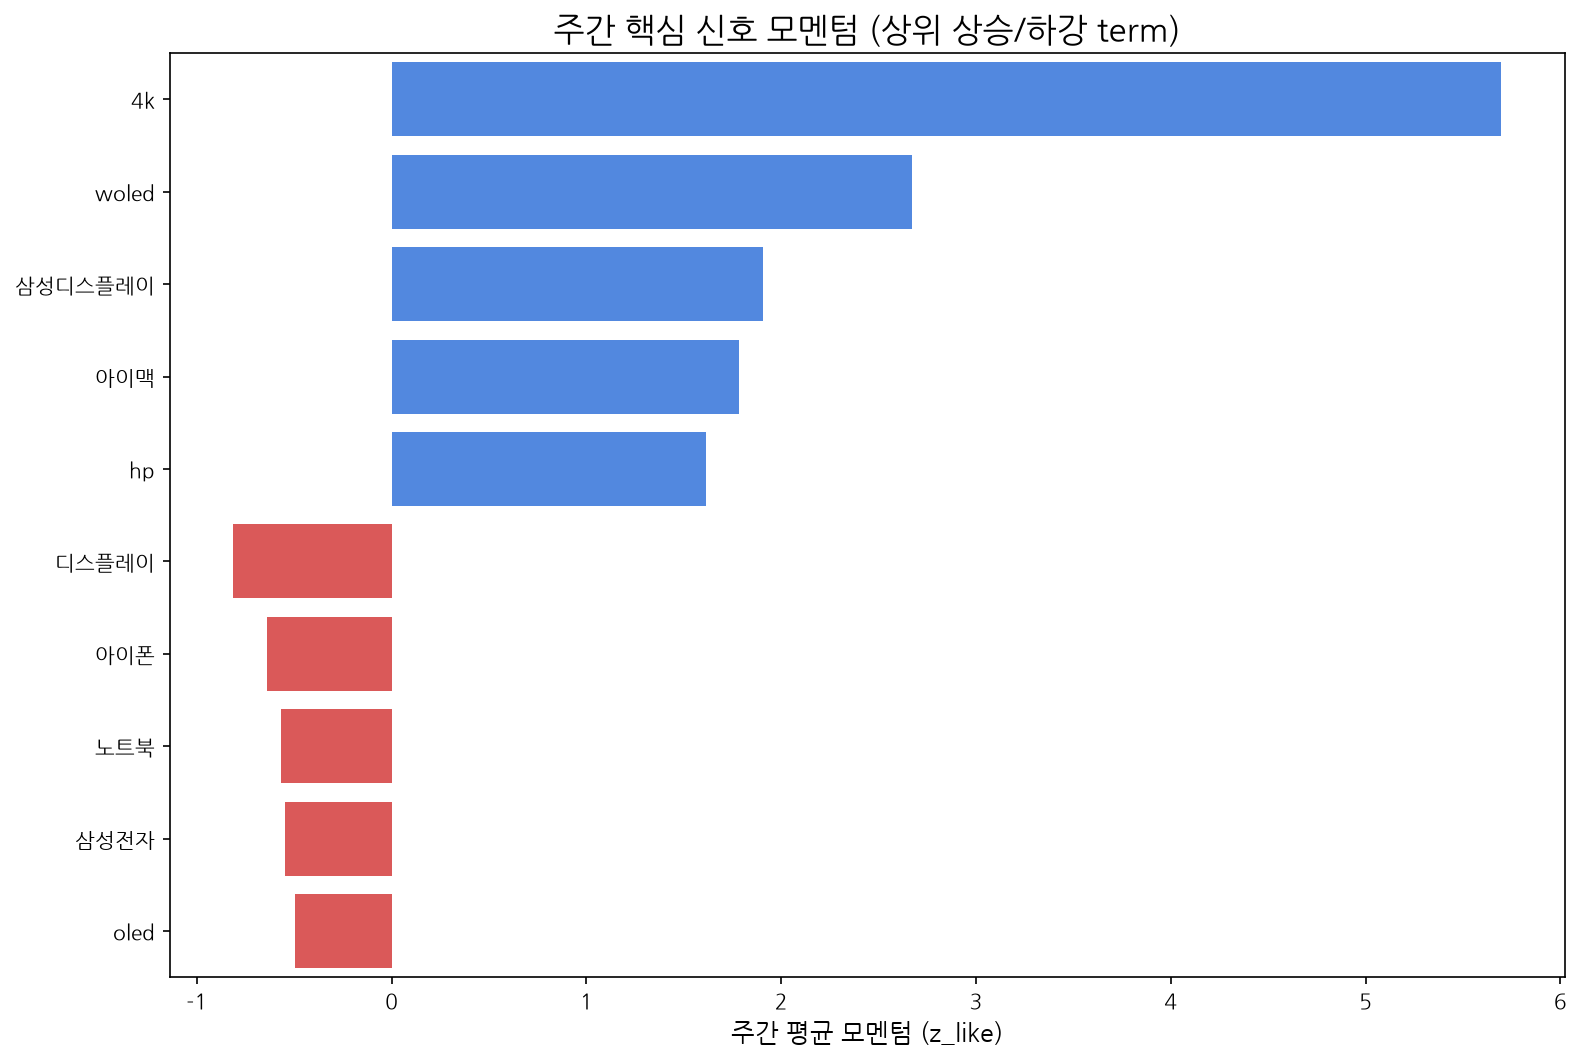 주간 핵심 신호 모멘텀 (상위 상승/하강 term)
4k
woled
삼성디스플레이
아이맥
hp
디스플레이
아이폰
노트북
삼성전자
oled
-1 0 1 2 3 4 5 6
주간 평균 모멘텀 (z_like)